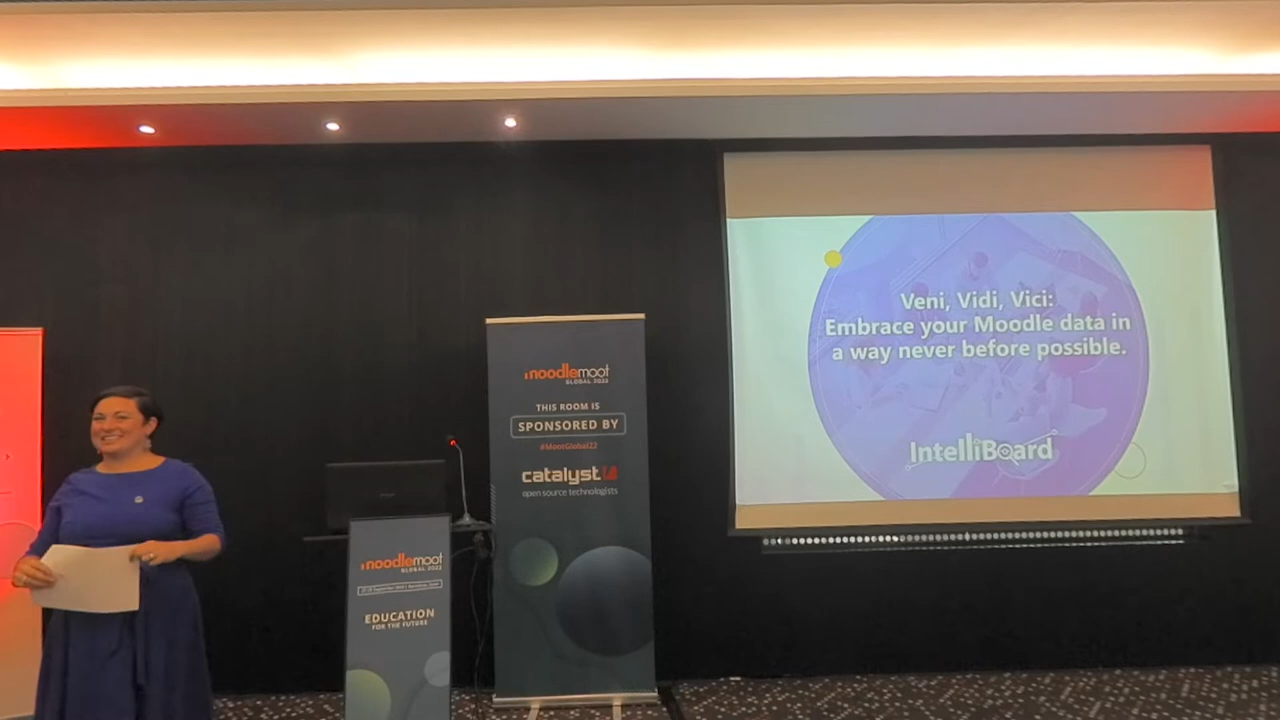 moodlemoot
GLOBAL 2022
THIS ROOM IS
SPONSORED BY
#MootGlobal22
catalyst
open source technologists
moodlemoot
GLOBAL 2022
EDUCATION
FOR THE FUTURE
Veni, Vidi, Vici:
Embrace your Moodle data in
a way never before possible.
IntelliBoard